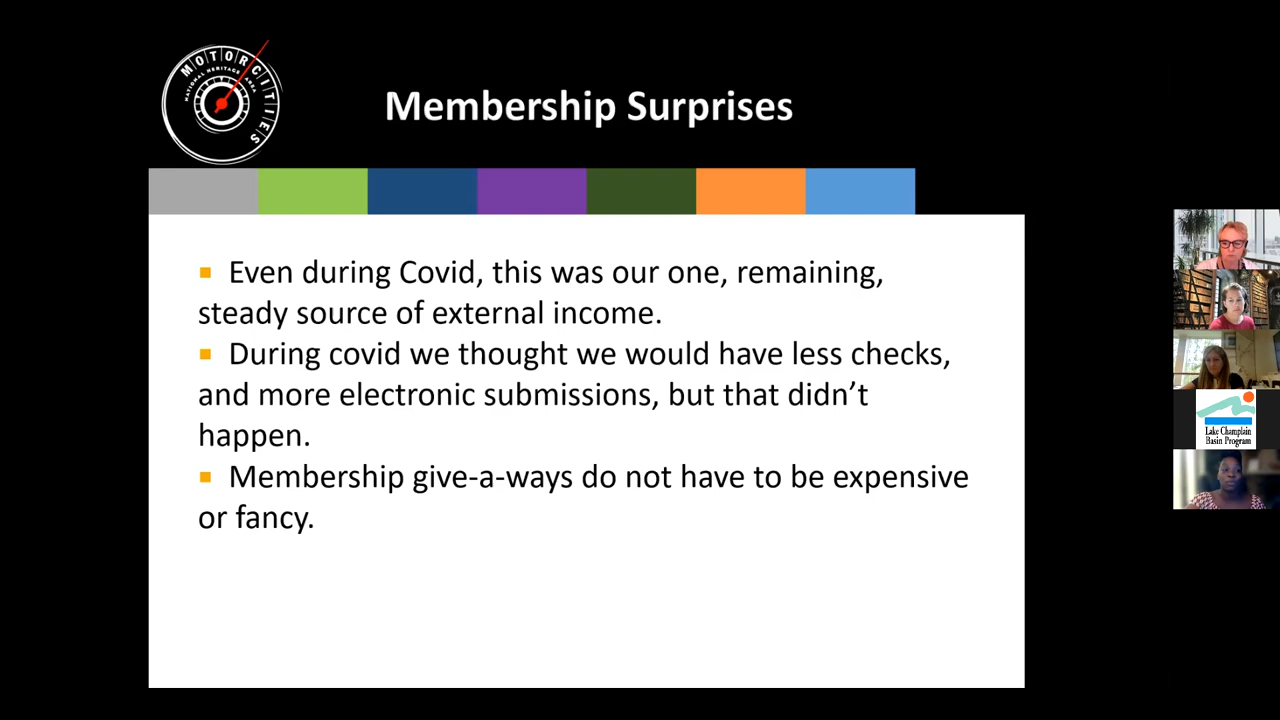 MOTORCITIES
NATIONAL HERITAGE AREA
Membership Surprises
Even during Covid, this was our one, remaining,
steady source of external income.
During covid we thought we would have less checks,
and more electronic submissions, but that didn’t
happen.
Membership give-a-ways do not have to be expensive
or fancy.
Lake Champlain
Basin Program